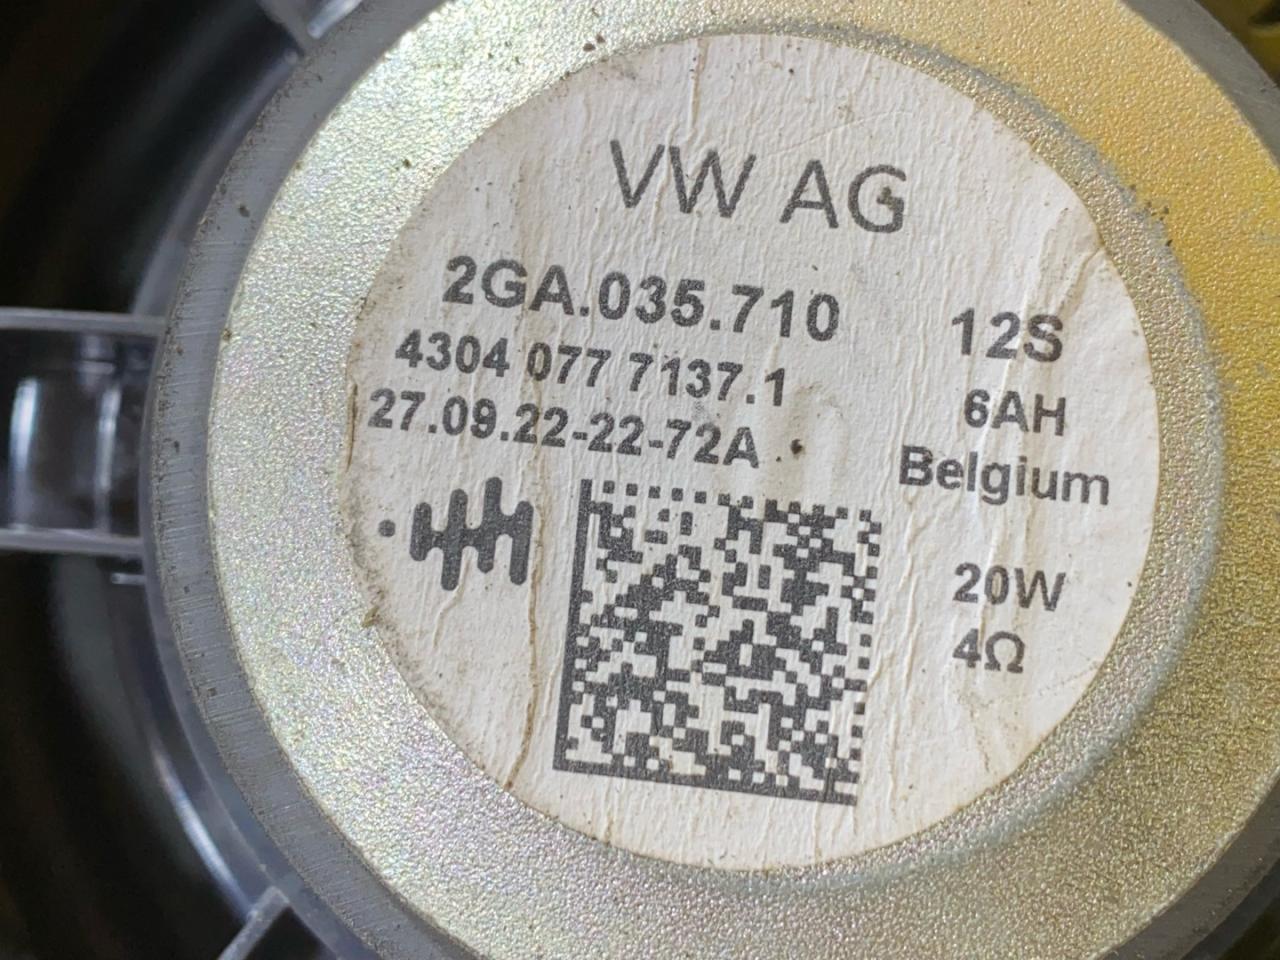 VW AG
2GA.035.710
4304 077 7137.1
27.09.22-22-72A
12S
6AH
Belgium
20W
4Ω